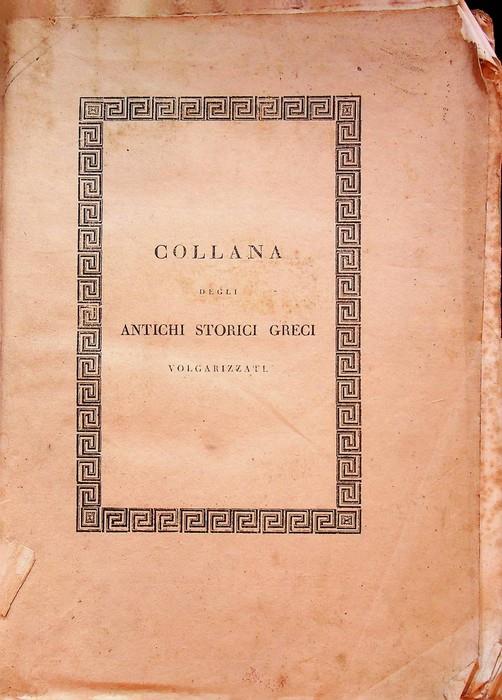 COLLANA
DEGLI
ANTICHI STORICI GRECI
VOLGARIZZATI.